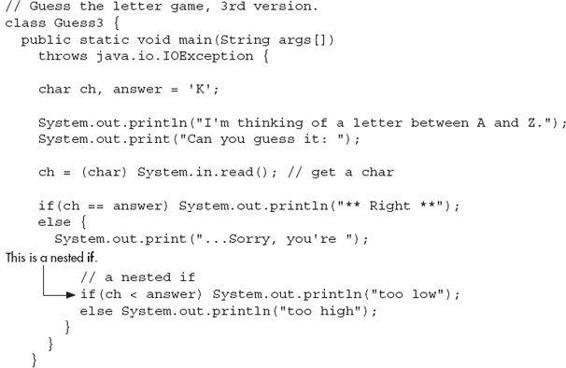 // Guess the letter game, 3rd version.
class Guess3 {
  public static void main(String args[])
    throws java.io.IOException {

    char ch, answer = 'K';

    System.out.println("I'm thinking of a letter between A and Z.");
    System.out.print("Can you guess it: ");

    ch = (char) System.in.read(); // get a char

    if(ch == answer) System.out.println("** Right **");
    else {
      System.out.print("...Sorry, you're ");
This is a nested if.
      // a nested if
      if(ch < answer) System.out.println("too low");
      else System.out.println("too high");
    }
  }
}